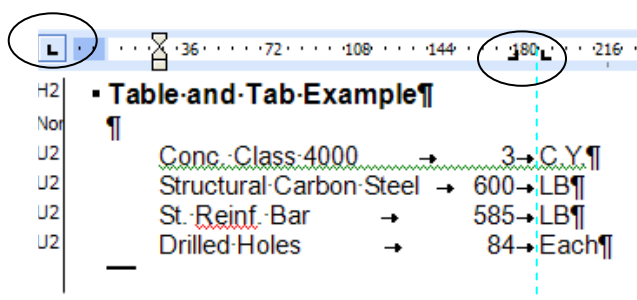 36 72 108 144 180 216
H2 Table and Tab Example¶
Nor ¶
U2 Conc. Class 4000 → 3→C.Y.¶
U2 Structural Carbon Steel → 600→LB¶
U2 St. Reinf. Bar → 585→LB¶
U2 Drilled Holes → 84→Each¶